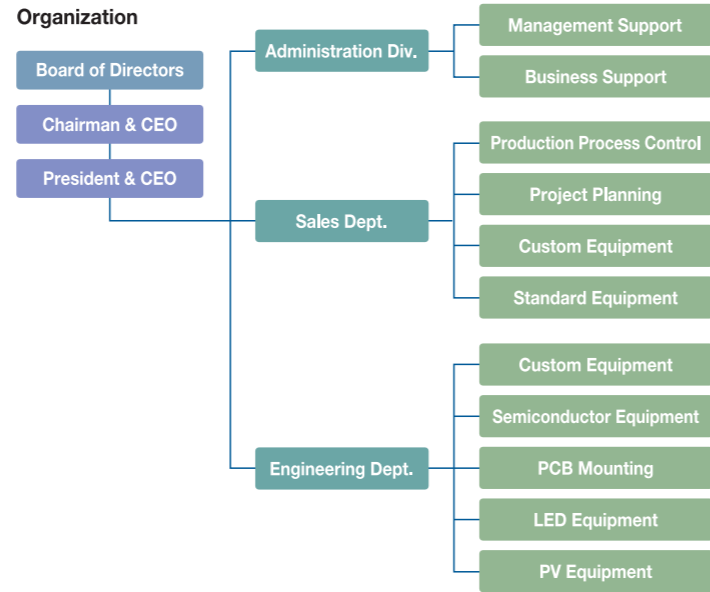 Organization
Board of Directors
Chairman & CEO
President & CEO
Administration Div.
Management Support
Business Support
Sales Dept.
Production Process Control
Project Planning
Custom Equipment
Standard Equipment
Engineering Dept.
Custom Equipment
Semiconductor Equipment
PCB Mounting
LED Equipment
PV Equipment